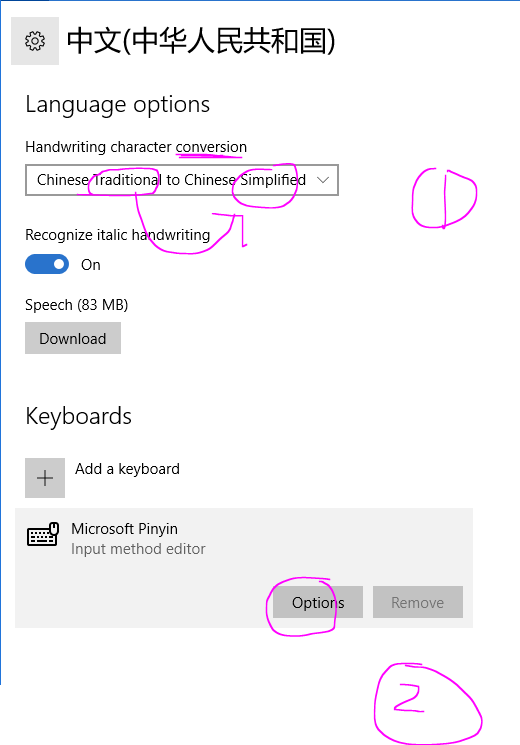 中文(中华人民共和国)
Language options
Handwriting character conversion
Chinese Traditional to Chinese Simplified
1
Recognize italic handwriting
On
Speech (83 MB)
Download
Keyboards
Add a keyboard
Microsoft Pinyin
Input method editor
Options Remove
2